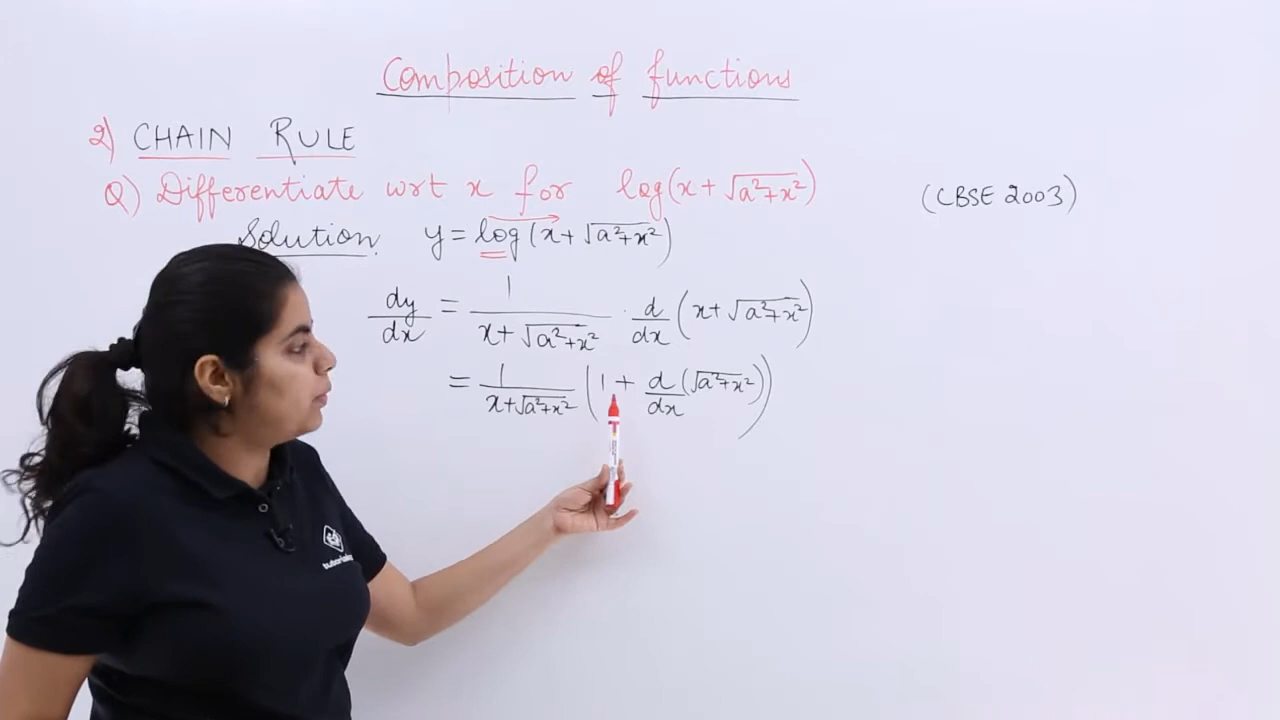 Composition of functions
2) CHAIN RULE
Q) Differentiate wrt x for log(x + √a²+x²) (CBSE 2003)
Solution. y = log(x + √a²+x²)
dy/dx = 1/(x + √a²+x²) · d/dx (x + √a²+x²)
= 1/(x+√a²+x²) (1 + d/dx (√a²+x²))